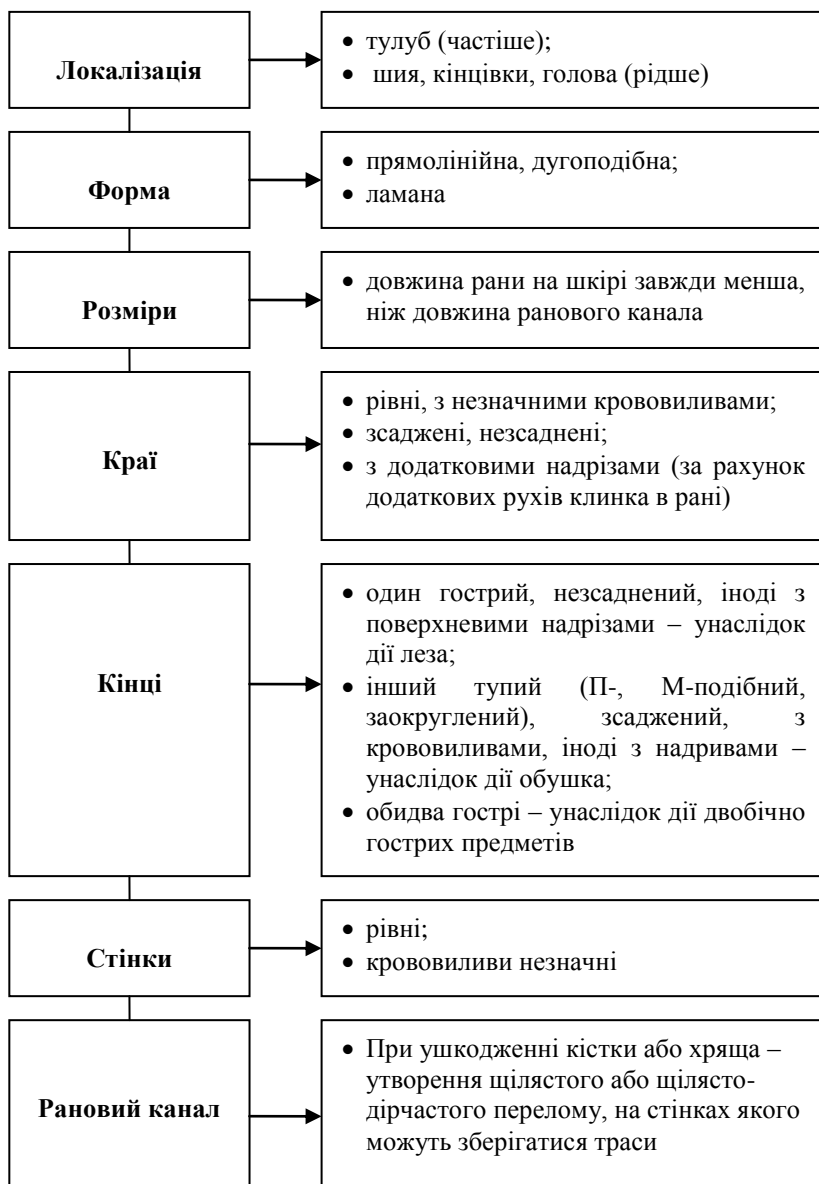 Локалізація
• тулуб (частіше);
• шия, кінцівки, голова (рідше)
Форма
• прямолінійна, дугоподібна;
• ламана
Розміри
• довжина рани на шкірі завжди менша,
ніж довжина ранового канала
Краї
• рівні, з незначними крововиливами;
• зсаджені, незсаднені;
• з додатковими надрізами (за рахунок
додаткових рухів клинка в рані)
Кінці
• один гострий, незсаднений, іноді з
поверхневими надрізами – унаслідок
дії леза;
• інший тупий (П-, М-подібний,
заокруглений), зсаджений, з
крововиливами, іноді з надривами –
унаслідок дії обушка;
• обидва гострі – унаслідок дії двобічно
гострих предметів
Стінки
• рівні;
• крововиливи незначні
Рановий канал
• При ушкодженні кістки або хряща –
утворення щілястого або щілясто-
дірчастого перелому, на стінках якого
можуть зберігатися траси